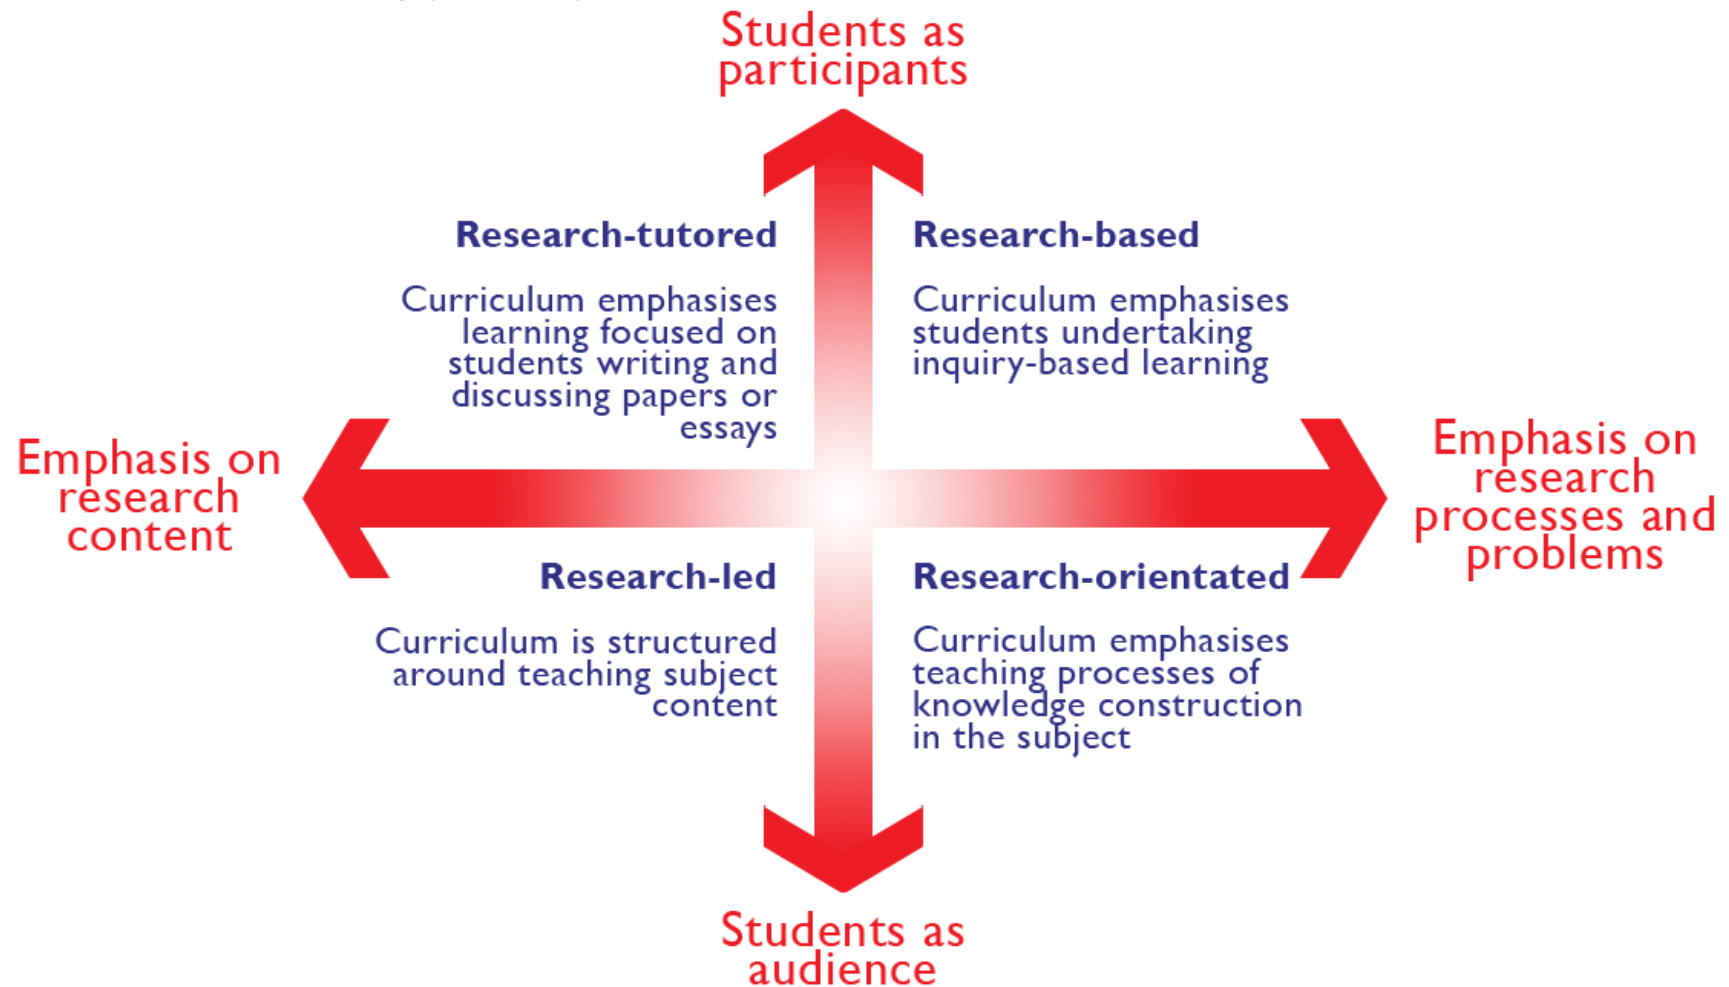 Students as
participants
Research-tutored
Curriculum emphasises
learning focused on
students writing and
discussing papers or
essays
Research-based
Curriculum emphasises
students undertaking
inquiry-based learning
Emphasis on
research
content
Emphasis on
research
processes and
problems
Research-led
Curriculum is structured
around teaching subject
content
Research-orientated
Curriculum emphasises
teaching processes of
knowledge construction
in the subject
Students as
audience